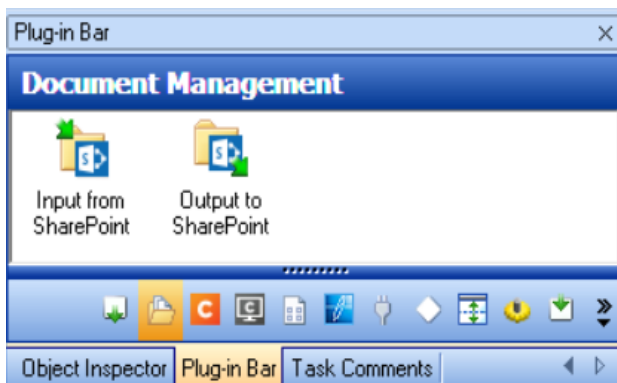 Plug-in Bar
Document Management
Input from
SharePoint
Output to
SharePoint
Object Inspector
Plug-in Bar
Task Comments